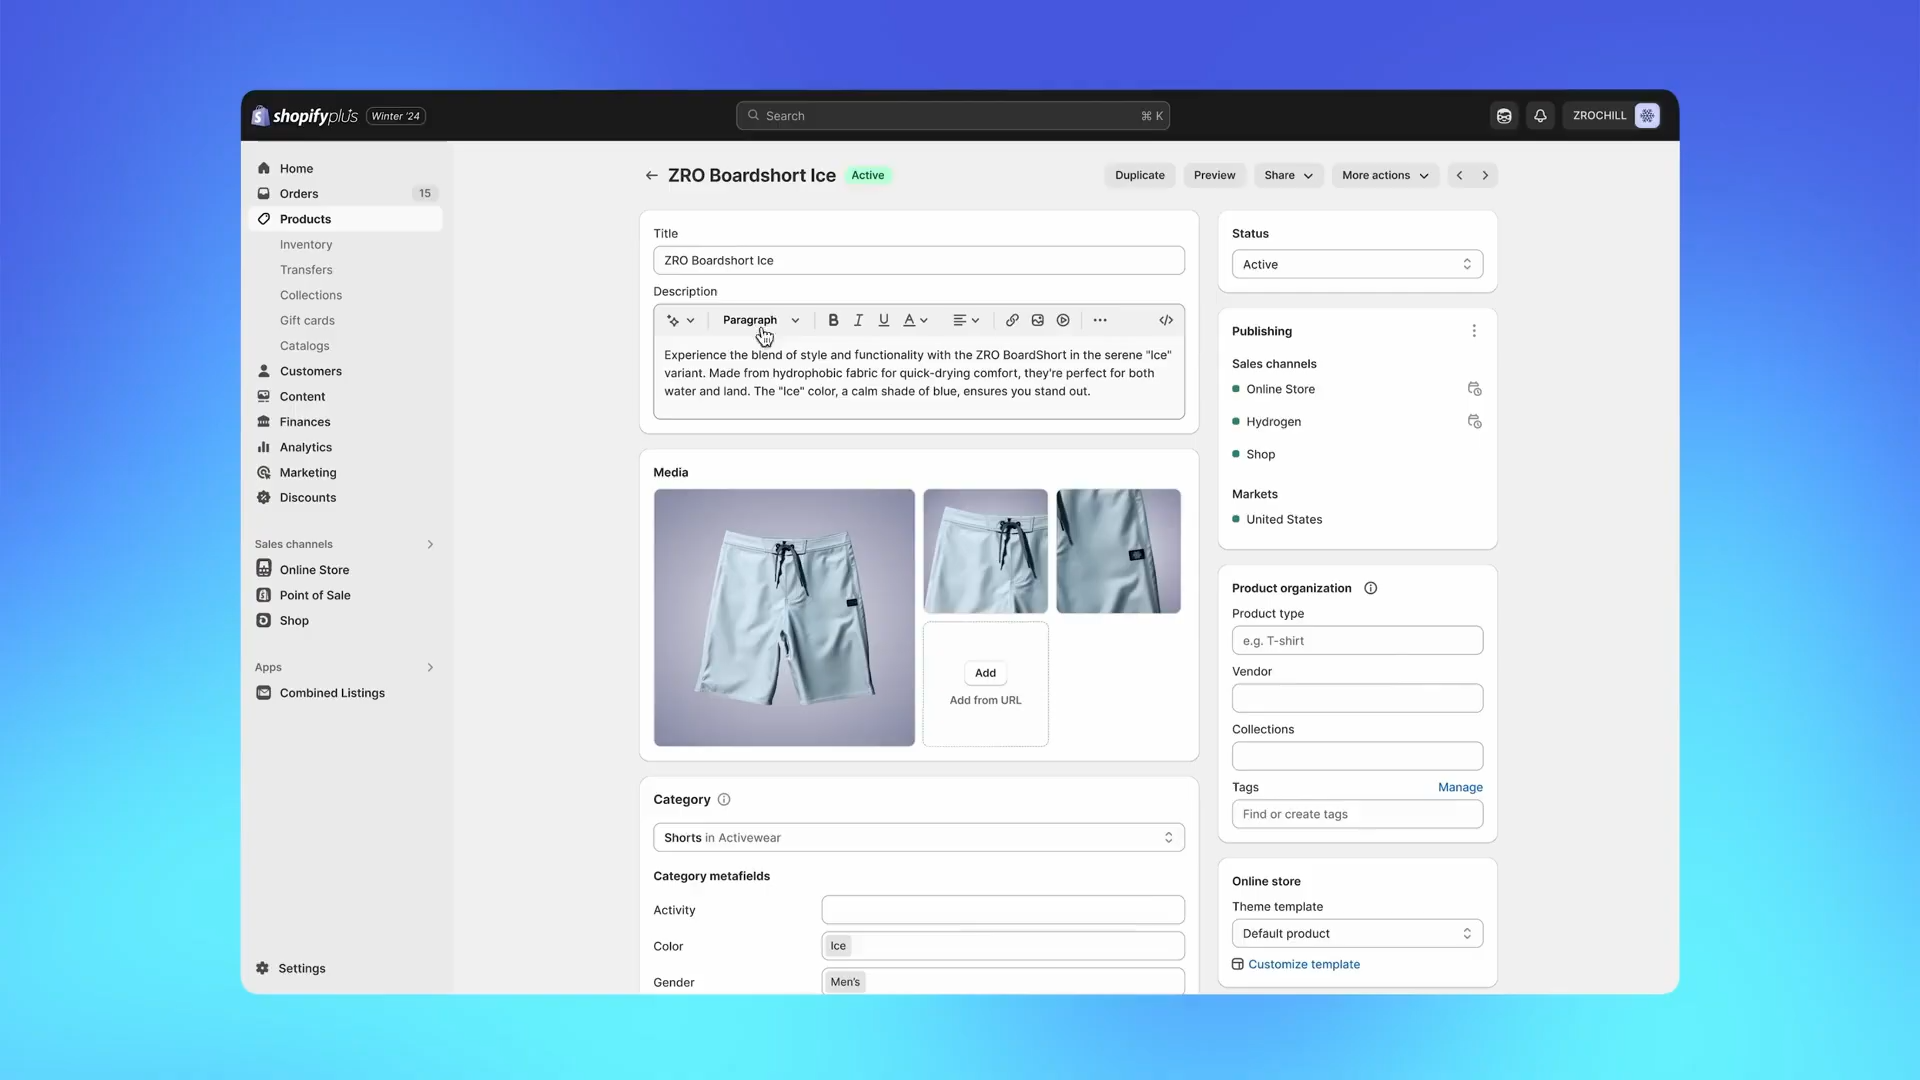 shopifyplus Winter '24
Search ⌘ K
ZROCHILL
Home
Orders 15
Products
Inventory
Transfers
Collections
Gift cards
Catalogs
Customers
Content
Finances
Analytics
Marketing
Discounts
Sales channels
Online Store
Point of Sale
Shop
Apps
Combined Listings
Settings
ZRO Boardshort Ice Active
Duplicate Preview Share More actions
Title
ZRO Boardshort Ice
Description
Paragraph B I U A
Experience the blend of style and functionality with the ZRO BoardShort in the serene "Ice"
variant. Made from hydrophobic fabric for quick-drying comfort, they're perfect for both
water and land. The "Ice" color, a calm shade of blue, ensures you stand out.
Media
Add
Add from URL
Category
Shorts in Activewear
Category metafields
Activity
Color Ice
Gender Men's
Status
Active
Publishing
Sales channels
Online Store
Hydrogen
Shop
Markets
United States
Product organization
Product type
e.g. T-shirt
Vendor
Collections
Tags Manage
Find or create tags
Online store
Theme template
Default product
Customize template